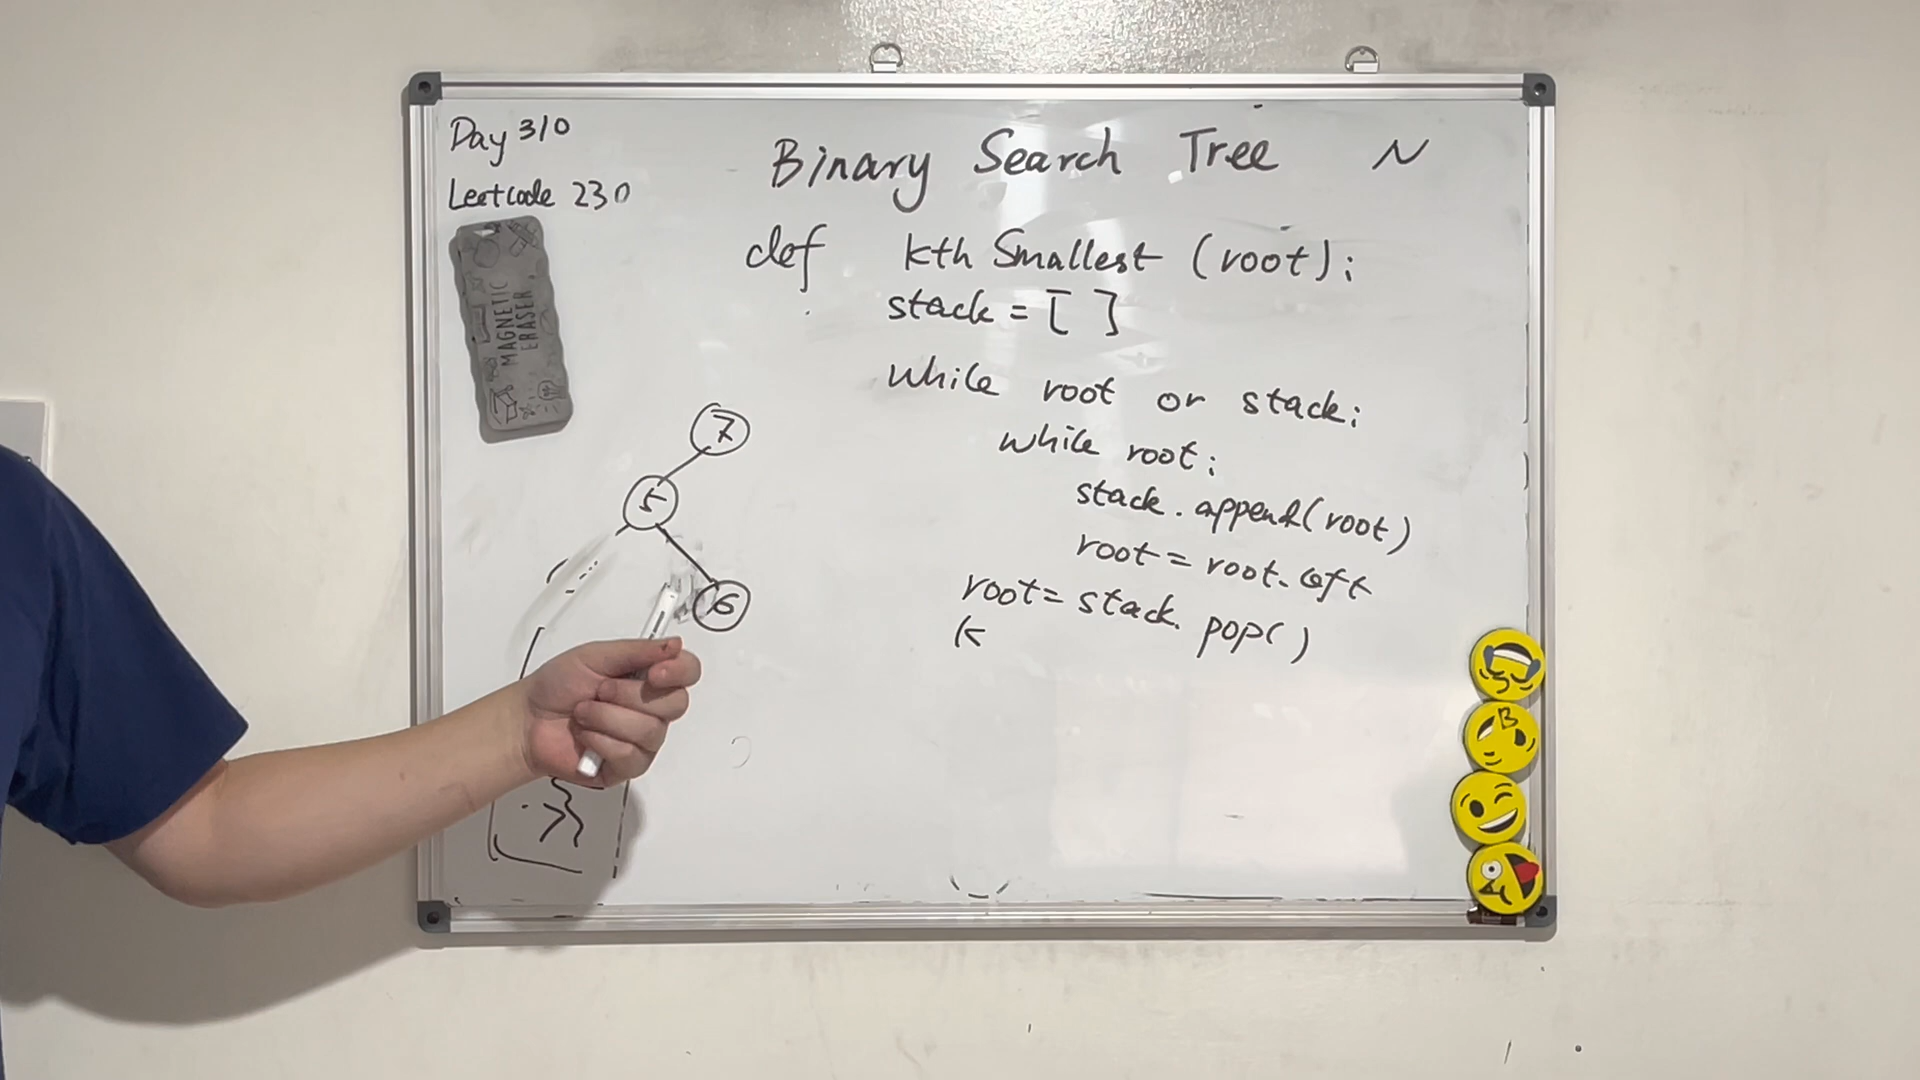 Day 310
Leetcode 230
MAGNETIC
ERASER
Binary Search Tree N
def kth Smallest (root):
stack = [ ]
while root or stack:
while root:
stack. append(root)
root = root. left
root = stack. pop( )
k
7
5
6
B